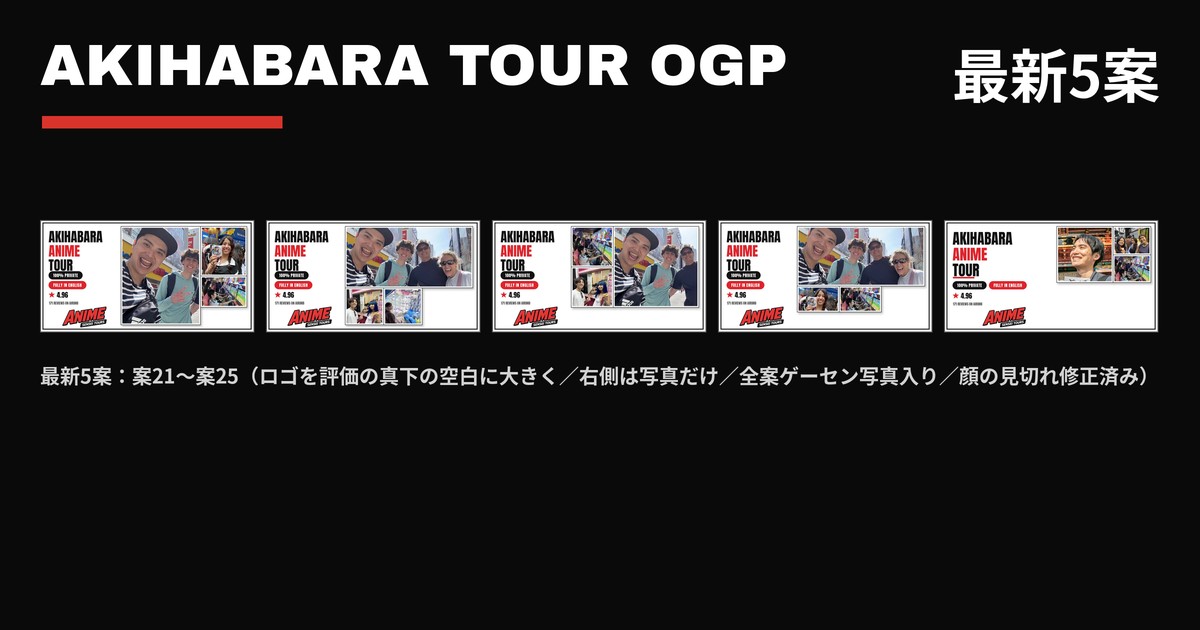 AKIHABARA TOUR OGP
最新5案
AKIHABARA
ANIME
TOUR
100% PRIVATE
FULLY IN ENGLISH
★ 4.96
ANIME
AKIHABARA
ANIME
TOUR
100% PRIVATE
FULLY IN ENGLISH
★ 4.96
ANIME
AKIHABARA
ANIME
TOUR
100% PRIVATE
FULLY IN ENGLISH
★ 4.96
ANIME
AKIHABARA
ANIME
TOUR
100% PRIVATE
FULLY IN ENGLISH
★ 4.96
ANIME
AKIHABARA
ANIME
TOUR
100% PRIVATE FULLY IN ENGLISH
★ 4.96
ANIME
最新5案：案21〜案25（ロゴを評価の真下の空白に大きく／右側は写真だけ／全案ゲーセン写真入り／顔の見切れ修正済み）